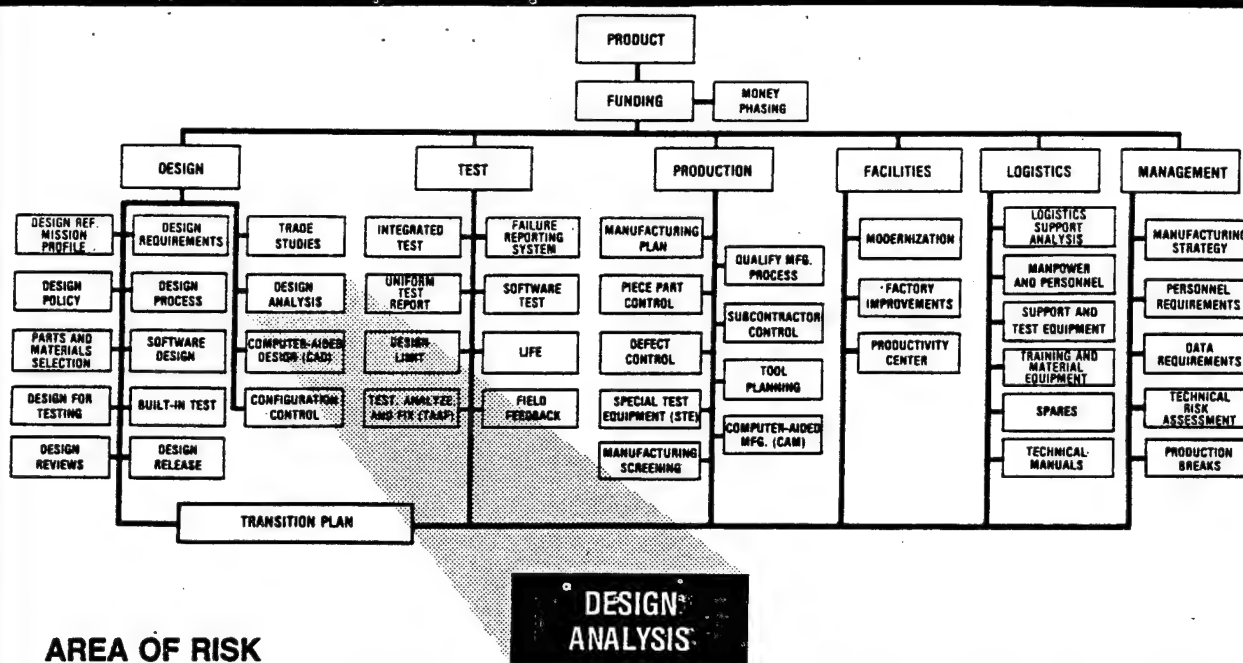 PRODUCT
FUNDING
MONEY
PHASING
DESIGN
TEST
PRODUCTION
FACILITIES
LOGISTICS
MANAGEMENT
DESIGN REF.
MISSION
PROFILE
DESIGN
REQUIREMENTS
TRADE
STUDIES
DESIGN
POLICY
DESIGN
PROCESS
DESIGN
ANALYSIS
PARTS AND
MATERIALS
SELECTION
SOFTWARE
DESIGN
COMPUTER-AIDED
DESIGN (CAD)
DESIGN FOR
TESTING
BUILT-IN TEST
CONFIGURATION
CONTROL
DESIGN
REVIEWS
DESIGN
RELEASE
INTEGRATED
TEST
FAILURE
REPORTING
SYSTEM
UNIFORM
TEST
REPORT
SOFTWARE
TEST
DESIGN
LIMIT
LIFE
TEST, ANALYZE
AND FIX (TAAF)
FIELD
FEEDBACK
MANUFACTURING
PLAN
QUALIFY MFG.
PROCESS
PIECE PART
CONTROL
SUBCONTRACTOR
CONTROL
DEFECT
CONTROL
TOOL
PLANNING
SPECIAL TEST
EQUIPMENT (STE)
COMPUTER-AIDED
MFG. (CAM)
MANUFACTURING
SCREENING
MODERNIZATION
FACTORY
IMPROVEMENTS
PRODUCTIVITY
CENTER
LOGISTICS
SUPPORT
ANALYSIS
MANPOWER
AND PERSONNEL
SUPPORT AND
TEST EQUIPMENT
TRAINING AND
MATERIAL
EQUIPMENT
SPARES
TECHNICAL
MANUALS
MANUFACTURING
STRATEGY
PERSONNEL
REQUIREMENTS
DATA
REQUIREMENTS
TECHNICAL
RISK
ASSESSMENT
PRODUCTION
BREAKS
TRANSITION PLAN
DESIGN
ANALYSIS
AREA OF RISK